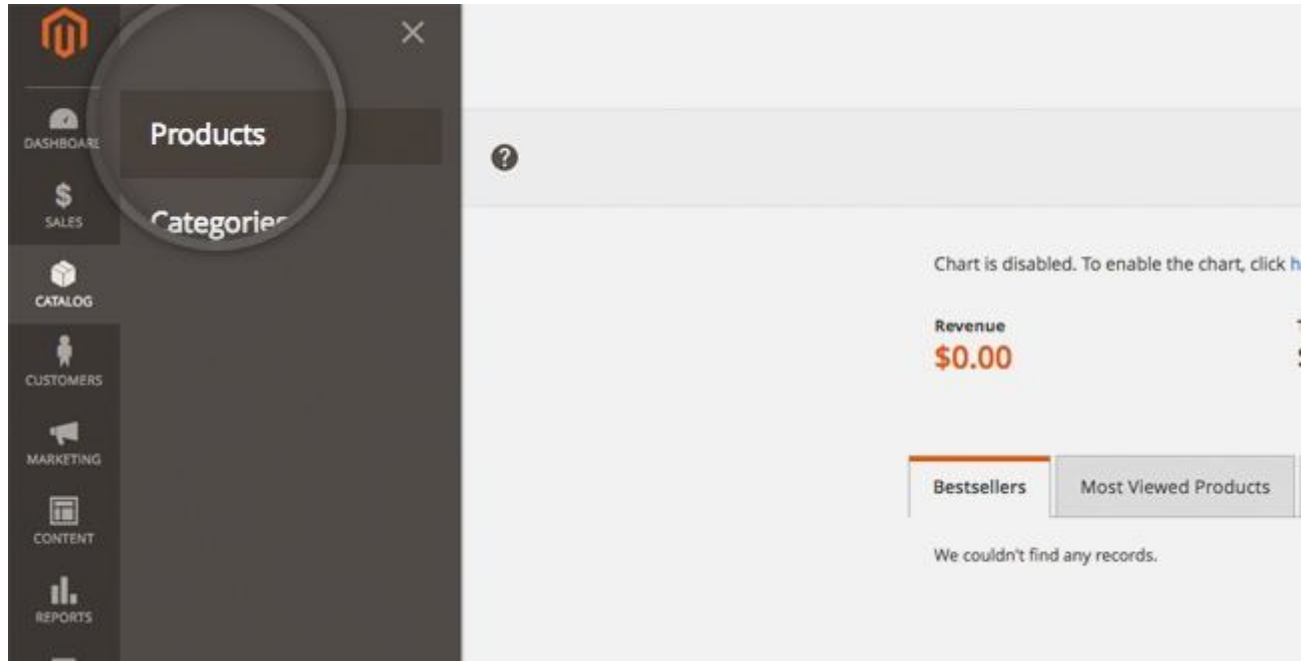 DASHBOARD
SALES
CATALOG
CUSTOMERS
MARKETING
CONTENT
REPORTS
Products
Categories
Chart is disabled. To enable the chart, click
Revenue
$0.00
Bestsellers
Most Viewed Products
We couldn't find any records.